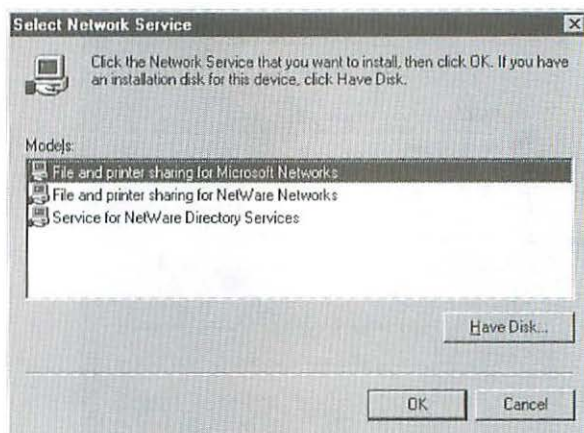 Select Network Service
Click the Network Service that you want to install, then click OK. If you have
an installation disk for this device, click Have Disk.
Models:
File and printer sharing for Microsoft Networks
File and printer sharing for NetWare Networks
Service for NetWare Directory Services
Have Disk...
OK
Cancel